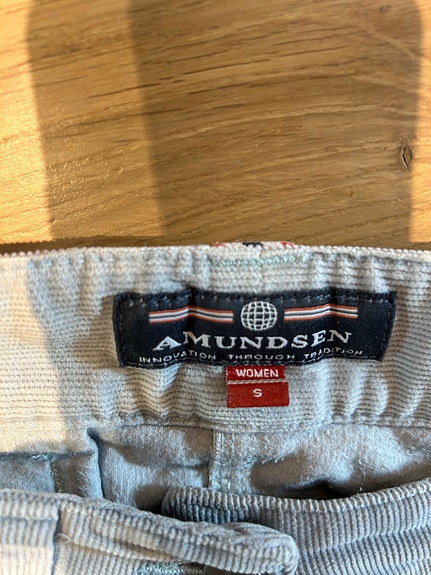 AMUNDSEN
INNOVATION THROUGH TRADITION
WOMEN
S